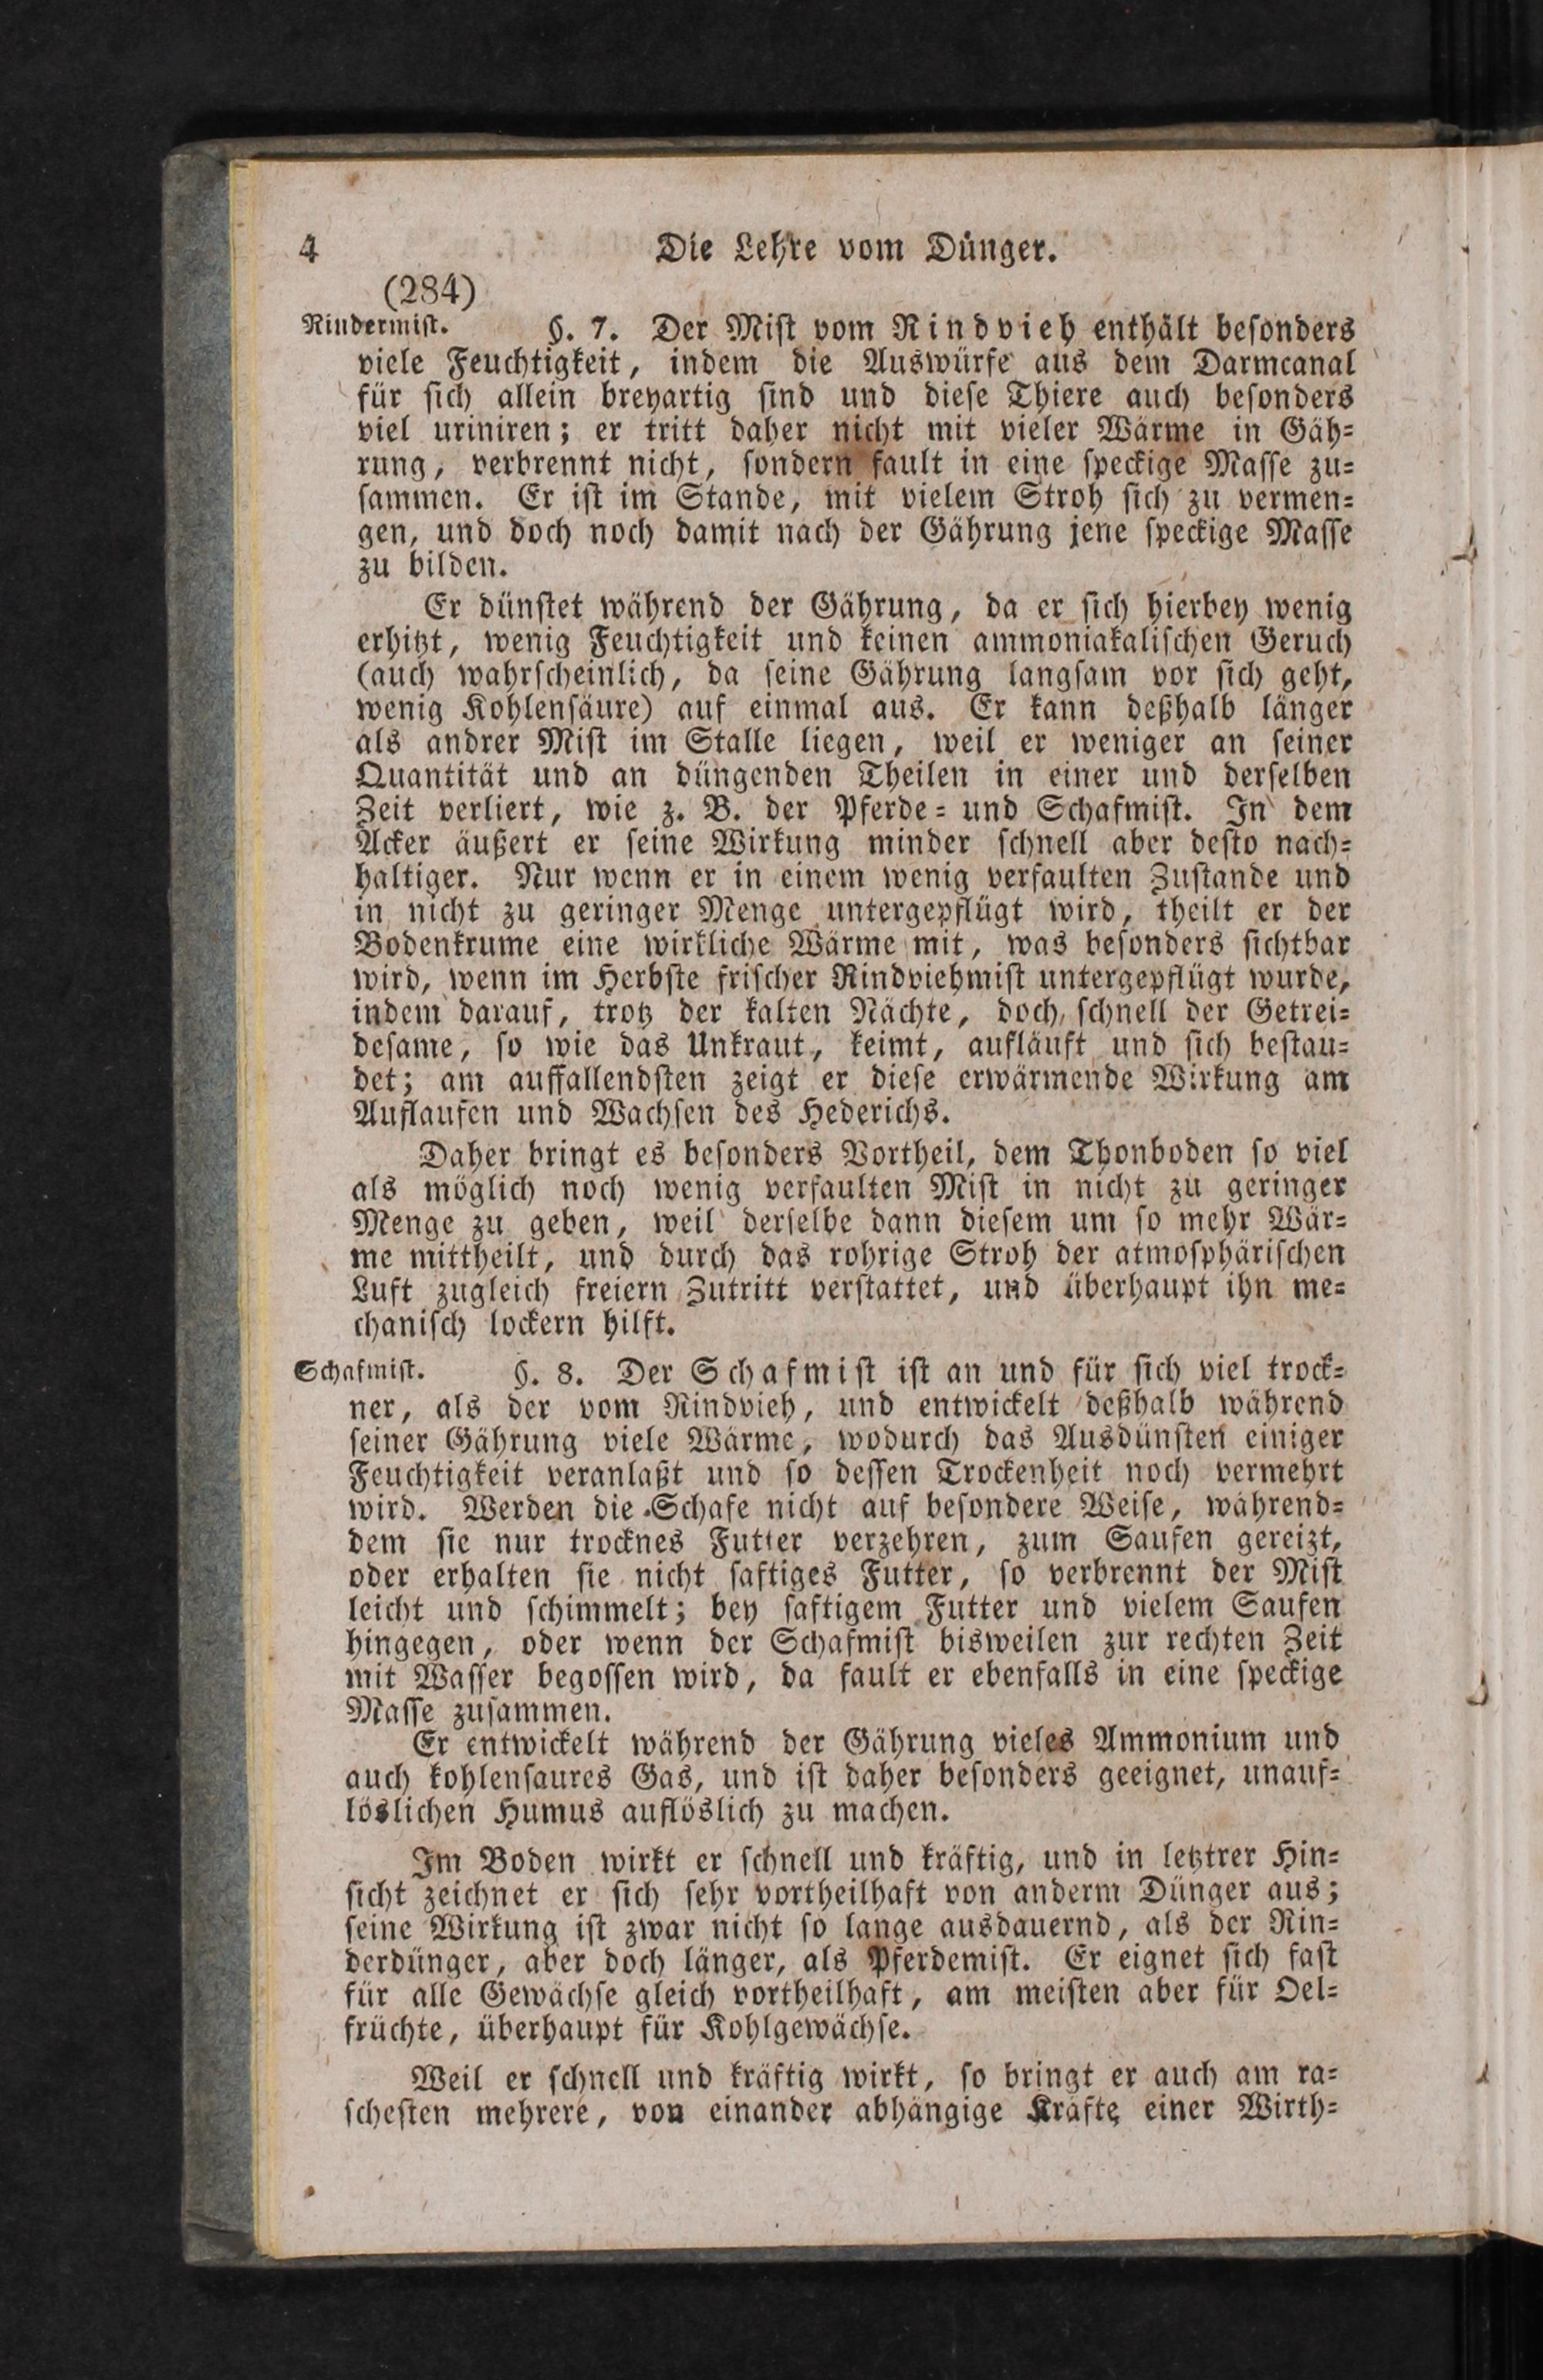 4 Die Lehre vom Dünger.
(284)
Rindermist. §. 7. Der Mist vom Rindvieh enthält besonders
viele Feuchtigkeit, indem die Auswürfe aus dem Darmcanal
für sich allein breyartig sind und diese Thiere auch besonders
viel uriniren; er tritt daher nicht mit vieler Wärme in Gäh-
rung, verbrennt nicht, sondern fault in eine speckige Masse zu-
sammen. Er ist im Stande, mit vielem Stroh sich zu vermen-
gen, und doch noch damit nach der Gährung jene speckige Masse
zu bilden.
Er dünstet während der Gährung, da er sich hierbey wenig
erhitzt, wenig Feuchtigkeit und keinen ammoniakalischen Geruch
(auch wahrscheinlich, da seine Gährung langsam vor sich geht,
wenig Kohlensäure) auf einmal aus. Er kann deßhalb länger
als andrer Mist im Stalle liegen, weil er weniger an seiner
Quantität und an düngenden Theilen in einer und derselben
Zeit verliert, wie z. B. der Pferde- und Schafmist. In dem
Acker äußert er seine Wirkung minder schnell aber desto nach-
haltiger. Nur wenn er in einem wenig verfaulten Zustande und
in nicht zu geringer Menge untergepflügt wird, theilt er der
Bodenkrume eine wirkliche Wärme mit, was besonders sichtbar
wird, wenn im Herbste frischer Rindviehmist untergepflügt wurde,
indem darauf, trotz der kalten Nächte, doch schnell der Getrei-
desame, so wie das Unkraut, keimt, aufläuft und sich bestau-
det; am auffallendsten zeigt er diese erwärmende Wirkung am
Auflaufen und Wachsen des Hederichs.
Daher bringt es besonders Vortheil, dem Thonboden so viel
als möglich noch wenig verfaulten Mist in nicht zu geringer
Menge zu geben, weil derselbe dann diesem um so mehr Wär-
me mittheilt, und durch das rohrige Stroh der atmosphärischen
Luft zugleich freiern Zutritt verstattet, und überhaupt ihn me-
chanisch lockern hilft.
Schafmist. §. 8. Der Schafmist ist an und für sich viel trock-
ner, als der vom Rindvieh, und entwickelt deßhalb während
seiner Gährung viele Wärme, wodurch das Ausdünsten einiger
Feuchtigkeit veranlaßt und so dessen Trockenheit noch vermehrt
wird. Werden die Schafe nicht auf besondere Weise, während-
dem sie nur trocknes Futter verzehren, zum Saufen gereizt,
oder erhalten sie nicht saftiges Futter, so verbrennt der Mist
leicht und schimmelt; bey saftigem Futter und vielem Saufen
hingegen, oder wenn der Schafmist bisweilen zur rechten Zeit
mit Wasser begossen wird, da fault er ebenfalls in eine speckige
Masse zusammen.
Er entwickelt während der Gährung vieles Ammonium und
auch kohlensaures Gas, und ist daher besonders geeignet, unauf-
löslichen Humus auflöslich zu machen.
Im Boden wirkt er schnell und kräftig, und in letztrer Hin-
sicht zeichnet er sich sehr vortheilhaft von anderm Dünger aus;
seine Wirkung ist zwar nicht so lange ausdauernd, als der Rin-
derdünger, aber doch länger, als Pferdemist. Er eignet sich fast
für alle Gewächse gleich vortheilhaft, am meisten aber für Oel-
früchte, überhaupt für Kohlgewächse.
Weil er schnell und kräftig wirkt, so bringt er auch am ra-
schesten mehrere, von einander abhängige Kräfte einer Wirth-